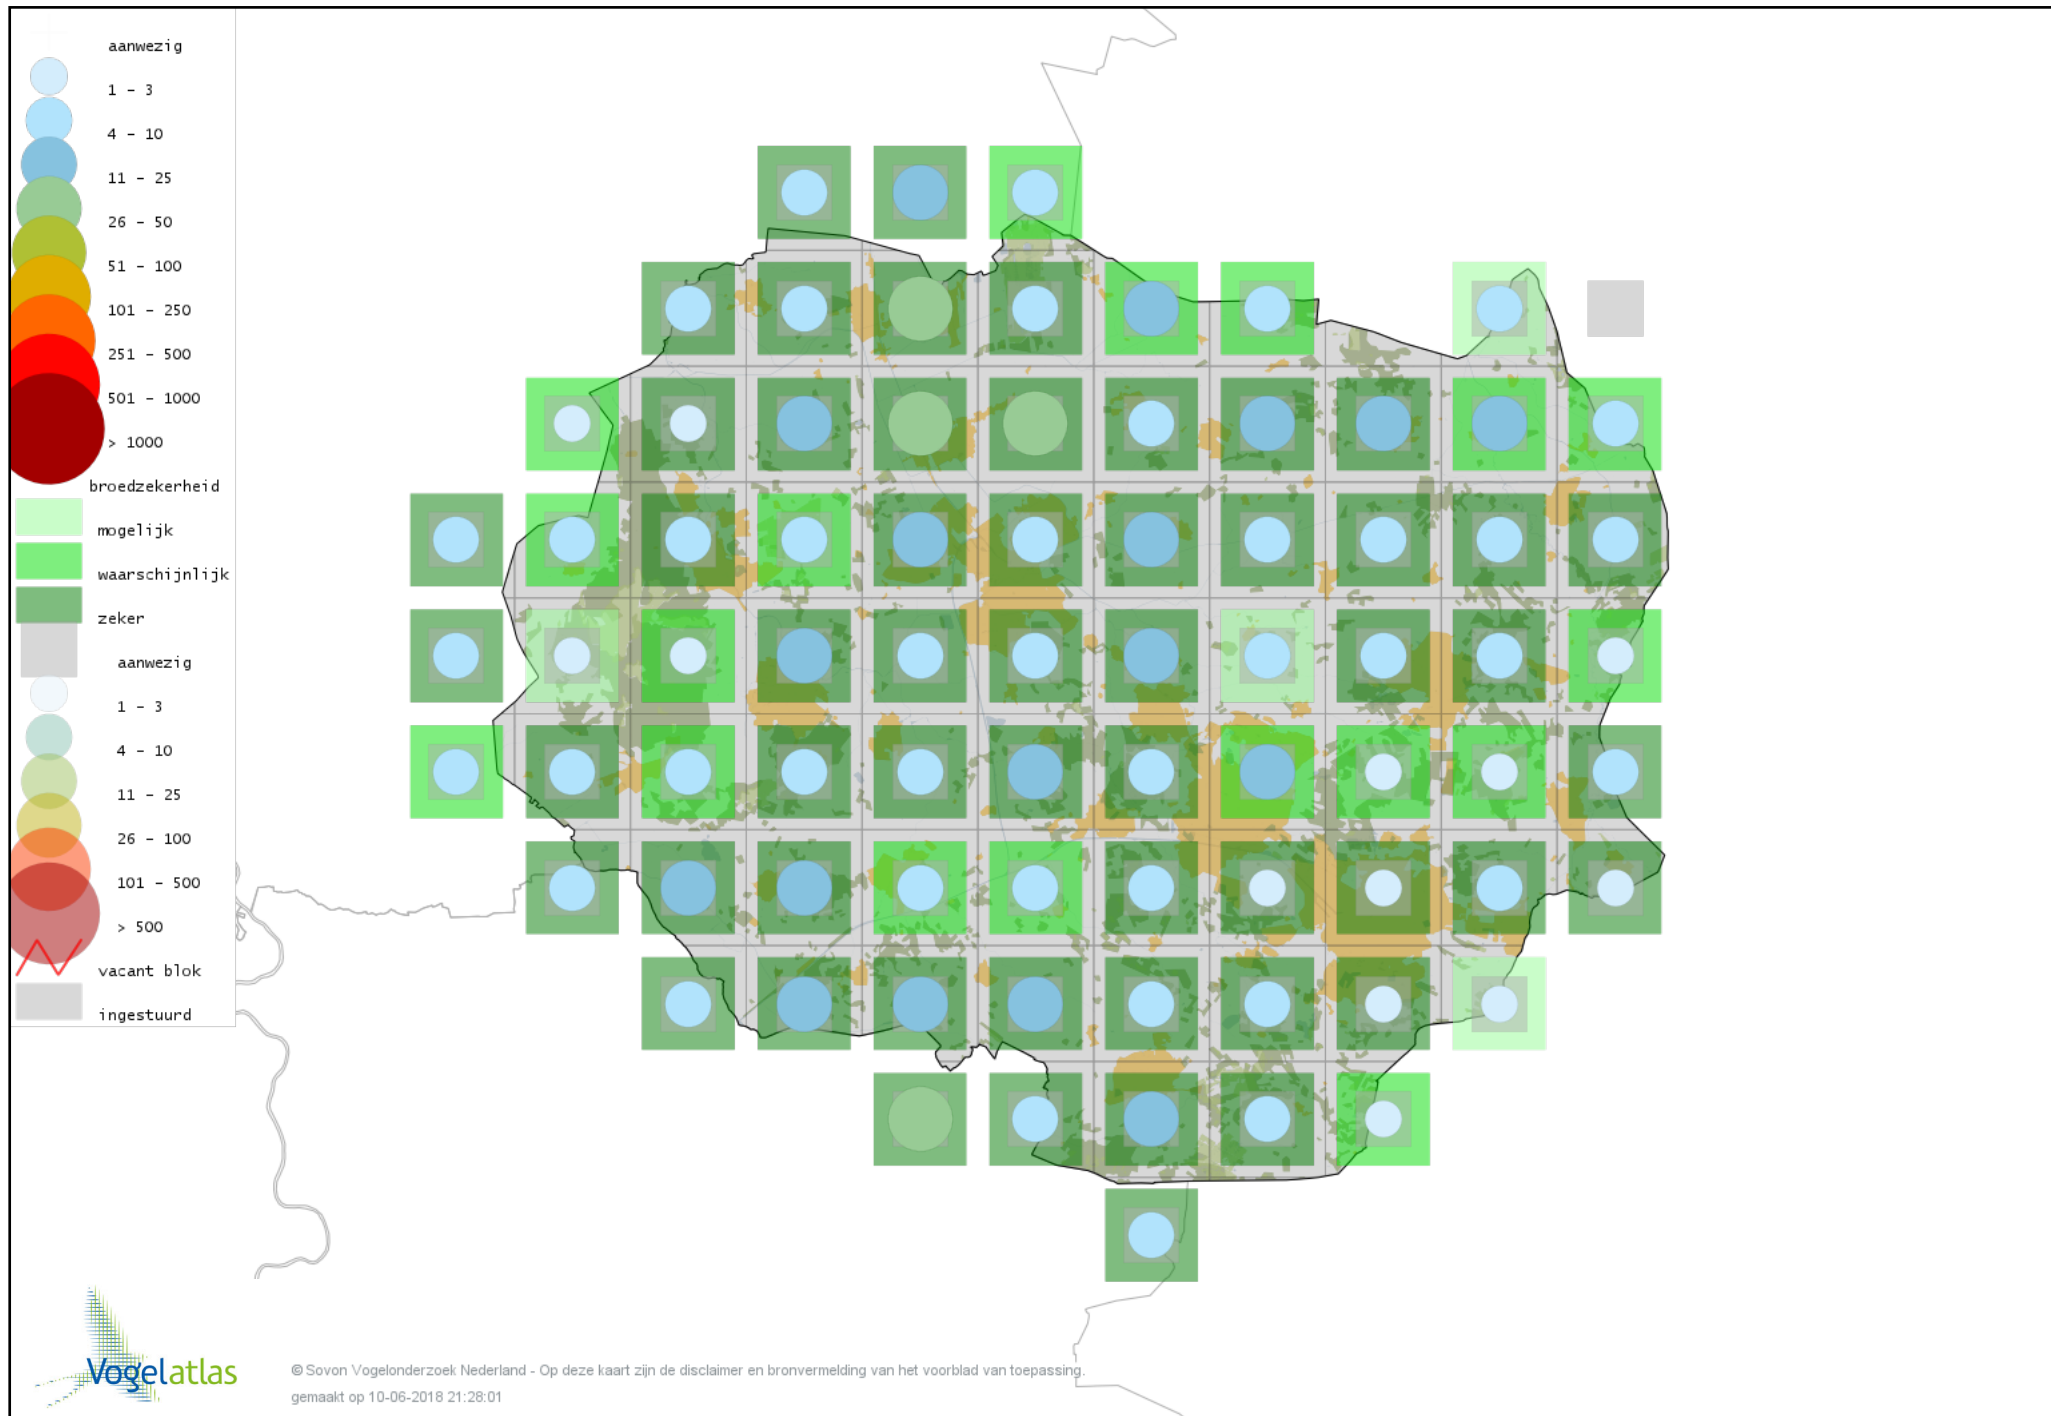 aanwezig
1 - 3
4 - 10
11 - 25
26 - 50
51 - 100
101 - 250
251 - 500
501 - 1000
> 1000
broedzekerheid
mogelijk
waarschijnlijk
zeker
aanwezig
1 - 3
4 - 10
11 - 25
26 - 100
101 - 500
> 500
vacant blok
ingestuurd
Vogelatlas
© Sovon Vogelonderzoek Nederland - Op deze kaart zijn de disclaimer en bronvermelding van het voorblad van toepassing.
gemaakt op 10-06-2018 21:28:01